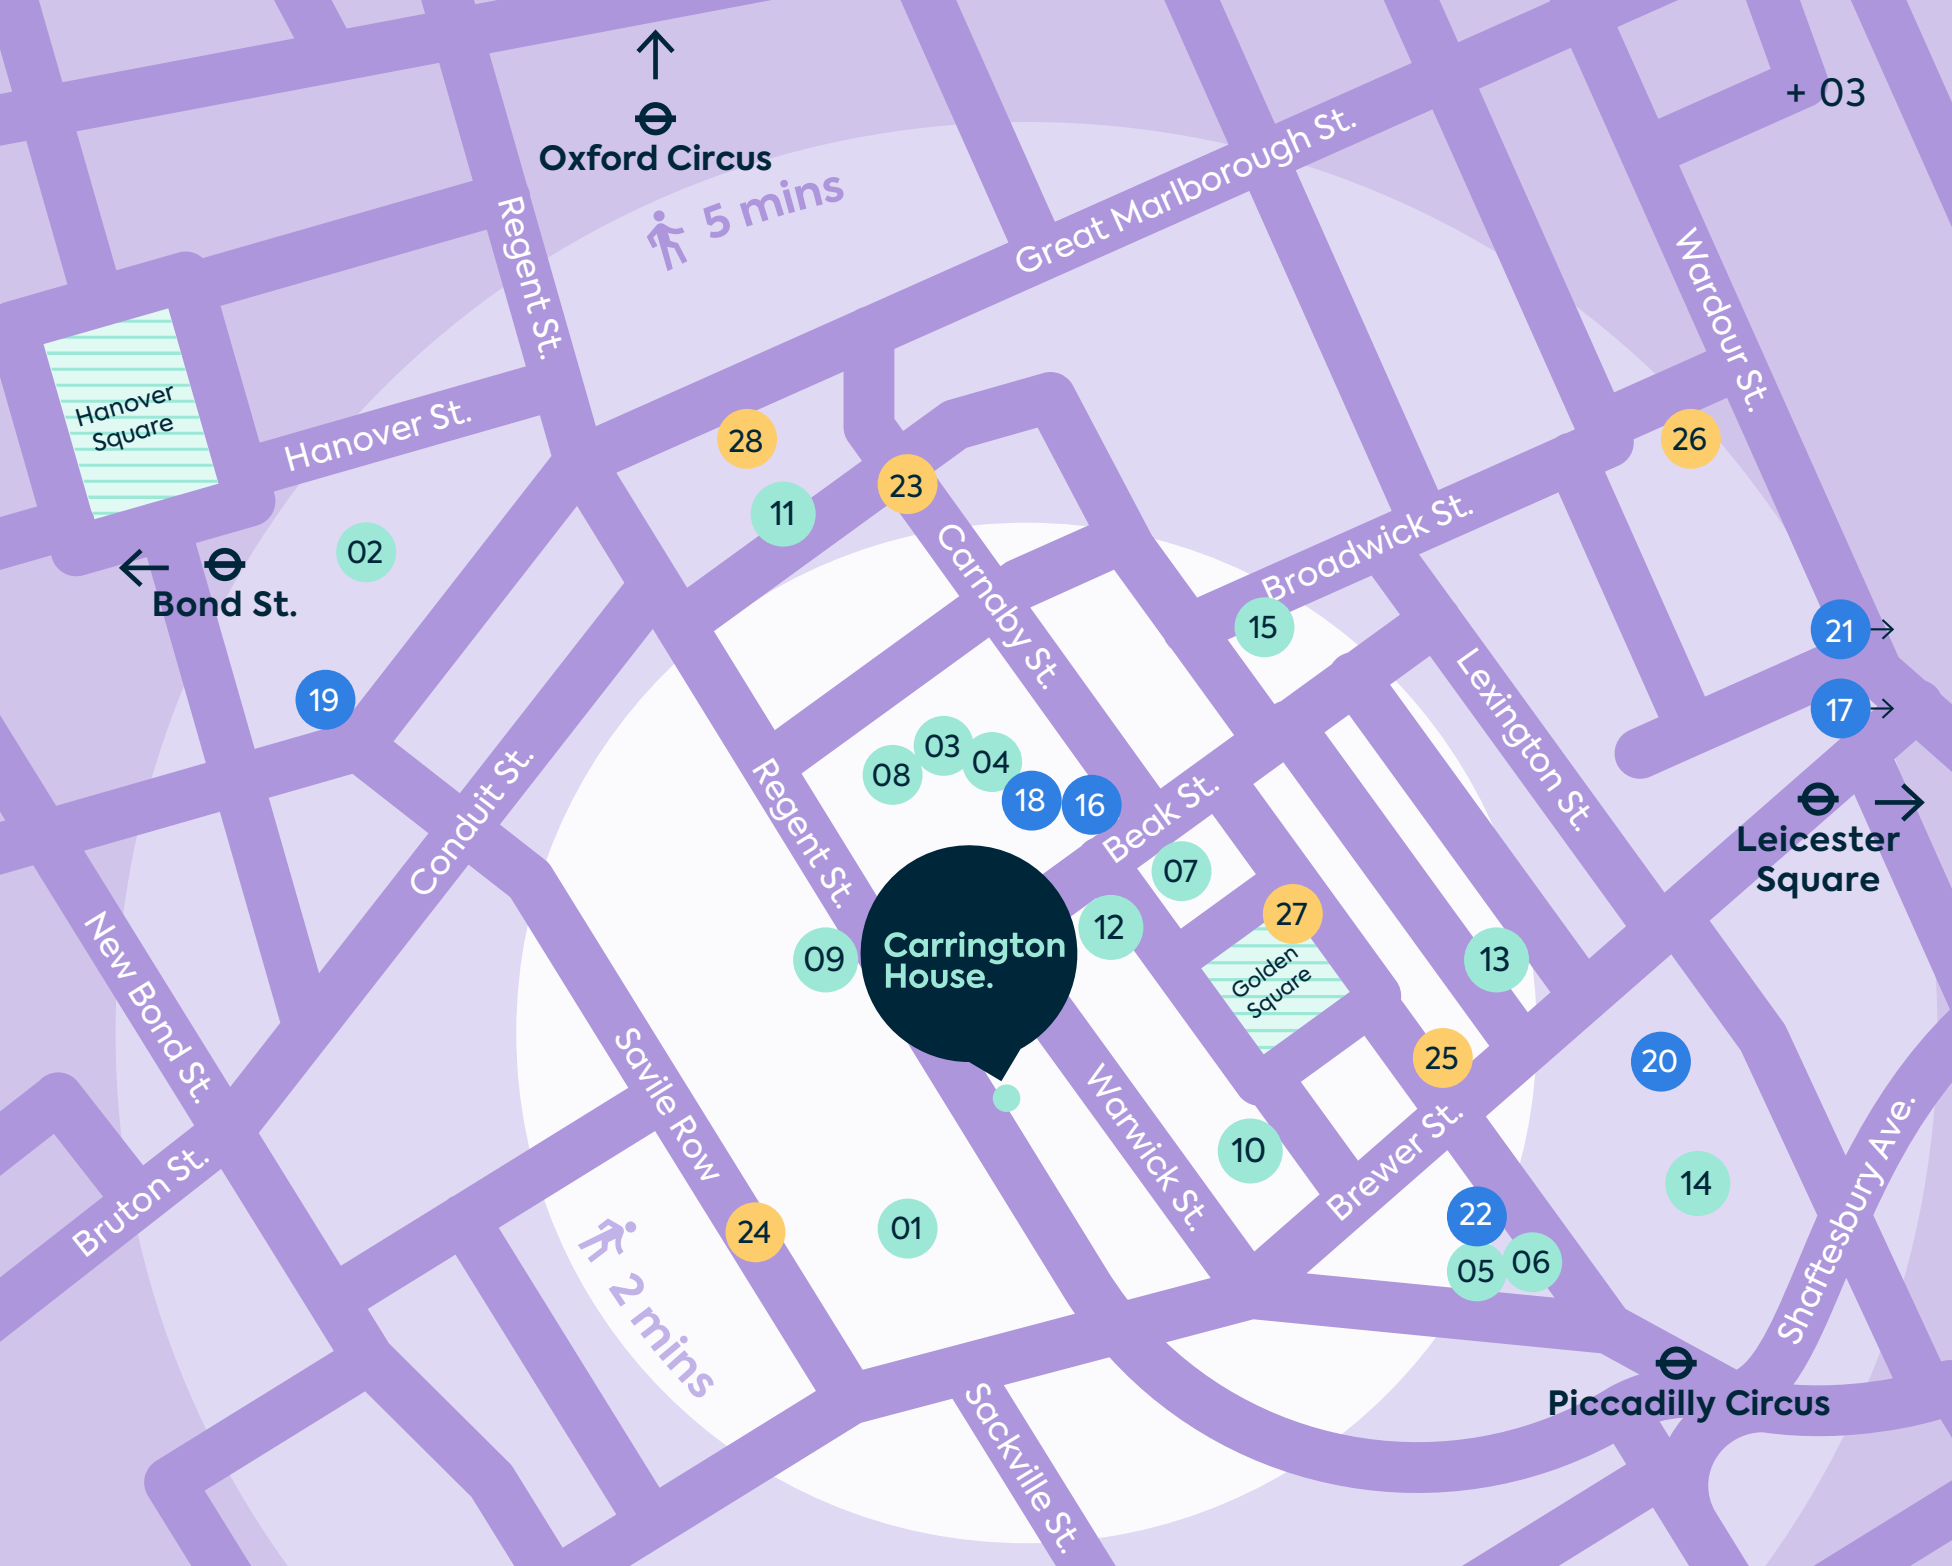 + 03
Oxford Circus
5 mins
Great Marlborough St.
Regent St.
Wardour St.
Hanover
Square
Hanover St.
28
23
26
11
02
Broadwick St.
Carnaby St.
Bond St.
15
21
19
17
Lexington St.
03
04
08
18
16
Conduit St.
Regent St.
Beak St.
Leicester
Square
07
27
12
Carrington
House.
09
13
Golden
Square
New Bond St.
25
20
Savile Row
Warwick St.
10
Brewer St.
14
Shaftesbury Ave.
Bruton St.
24
01
22
05
06
2 mins
Piccadilly Circus
Sackville St.